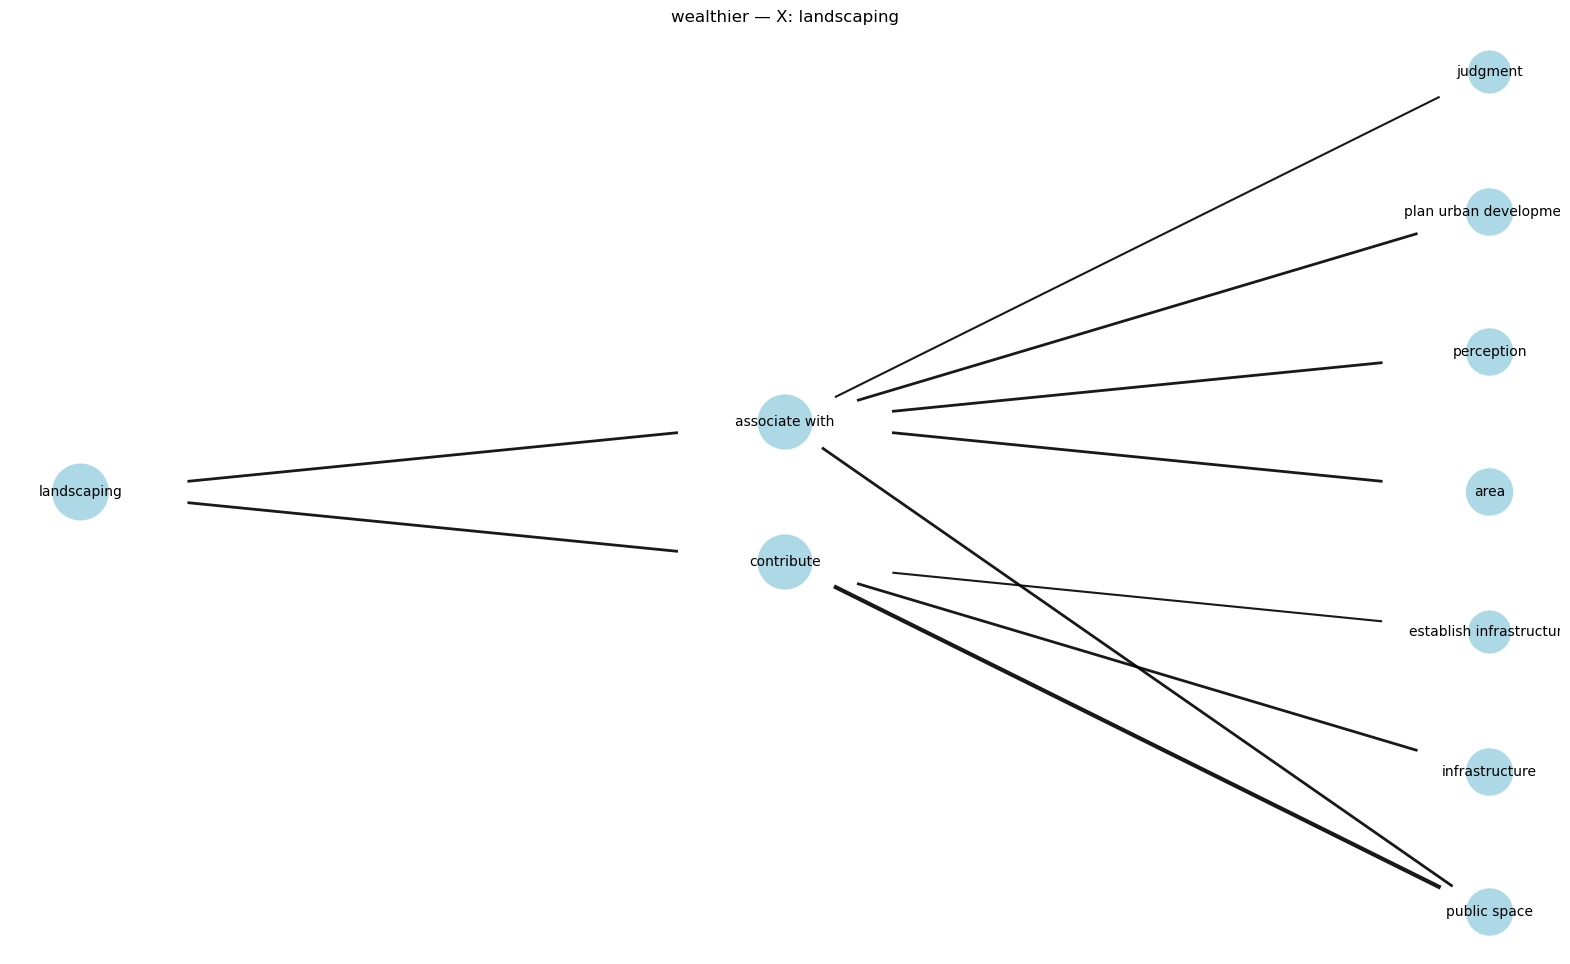 wealthier — X: landscaping
judgment
plan urban developme
perception
associate with
landscaping
area
contribute
establish infrastructur
infrastructure
public space